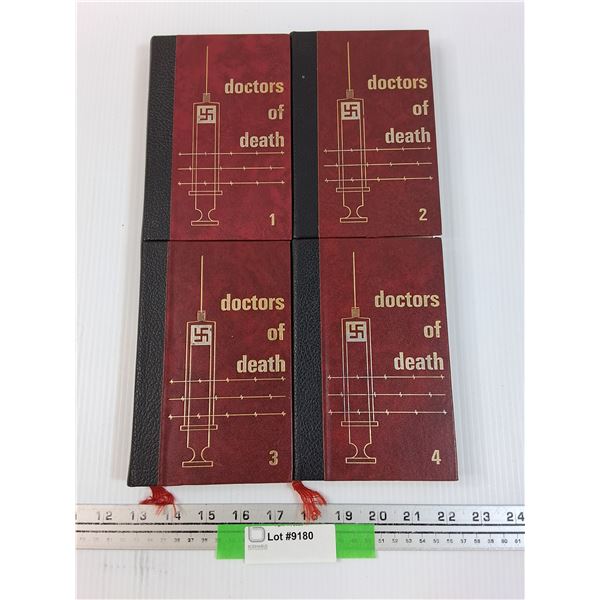 doctors
of
death
1
doctors
of
death
2
doctors
of
death
3
doctors
of
death
4
12 13 14 15 16 17 18 19 20 21 22 23 24
Lot #9180